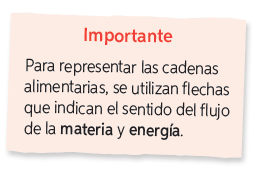 Importante
Para representar las cadenas
alimentarias, se utilizan flechas
que indican el sentido del flujo
de la materia y energía.